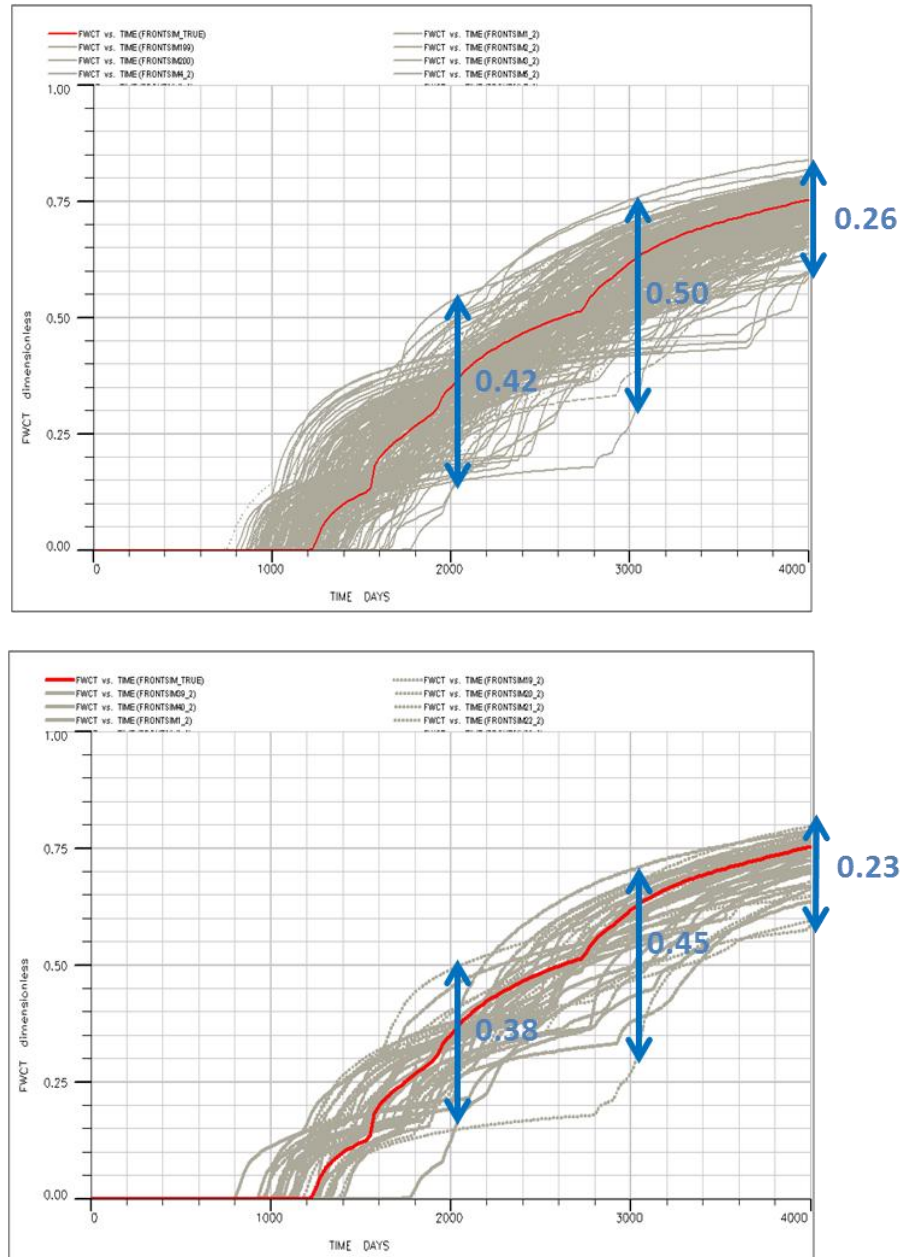 FWCT vs. TIME (FRONTSIM_TRUE)
FWCT vs. TIME (FRONTSIM199)
FWCT vs. TIME (FRONTSIM200)
FWCT vs. TIME (FRONTSIM4_2)
FWCT vs. TIME (FRONTSIM1_2)
FWCT vs. TIME (FRONTSIM2_2)
FWCT vs. TIME (FRONTSIM3_2)
FWCT vs. TIME (FRONTSIM5_2)
1.00
0.75
0.50
0.25
0.00
FWCT dimensionless
0.42
0.50
0.26
0 1000 2000 3000 4000
TIME DAYS
FWCT vs. TIME (FRONTSIM_TRUE)
FWCT vs. TIME (FRONTSIM39_2)
FWCT vs. TIME (FRONTSIM40_2)
FWCT vs. TIME (FRONTSIM1_2)
FWCT vs. TIME (FRONTSIM19_2)
FWCT vs. TIME (FRONTSIM20_2)
FWCT vs. TIME (FRONTSIM21_2)
FWCT vs. TIME (FRONTSIM22_2)
1.00
0.75
0.50
0.25
0.00
FWCT dimensionless
0.38
0.45
0.23
0 1000 2000 3000 4000
TIME DAYS